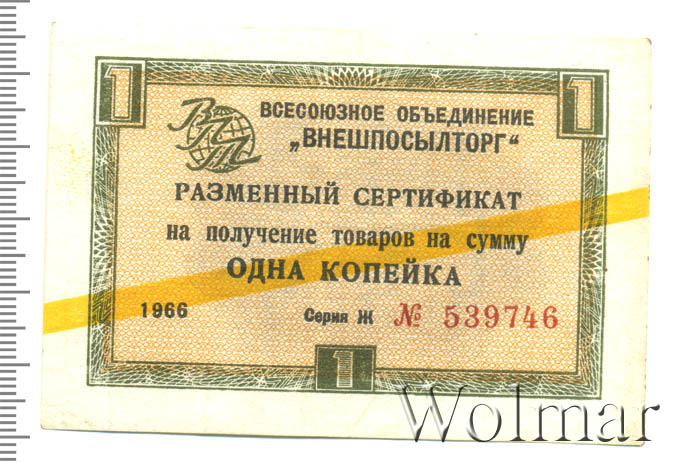 1 1
ВПТ
ВСЕСОЮЗНОЕ ОБЪЕДИНЕНИЕ
„ВНЕШПОСЫЛТОРГ“
РАЗМЕННЫЙ СЕРТИФИКАТ
на получение товаров на сумму
ОДНА КОПЕЙКА
1966 Серия Ж № 539746
1
Wolmar